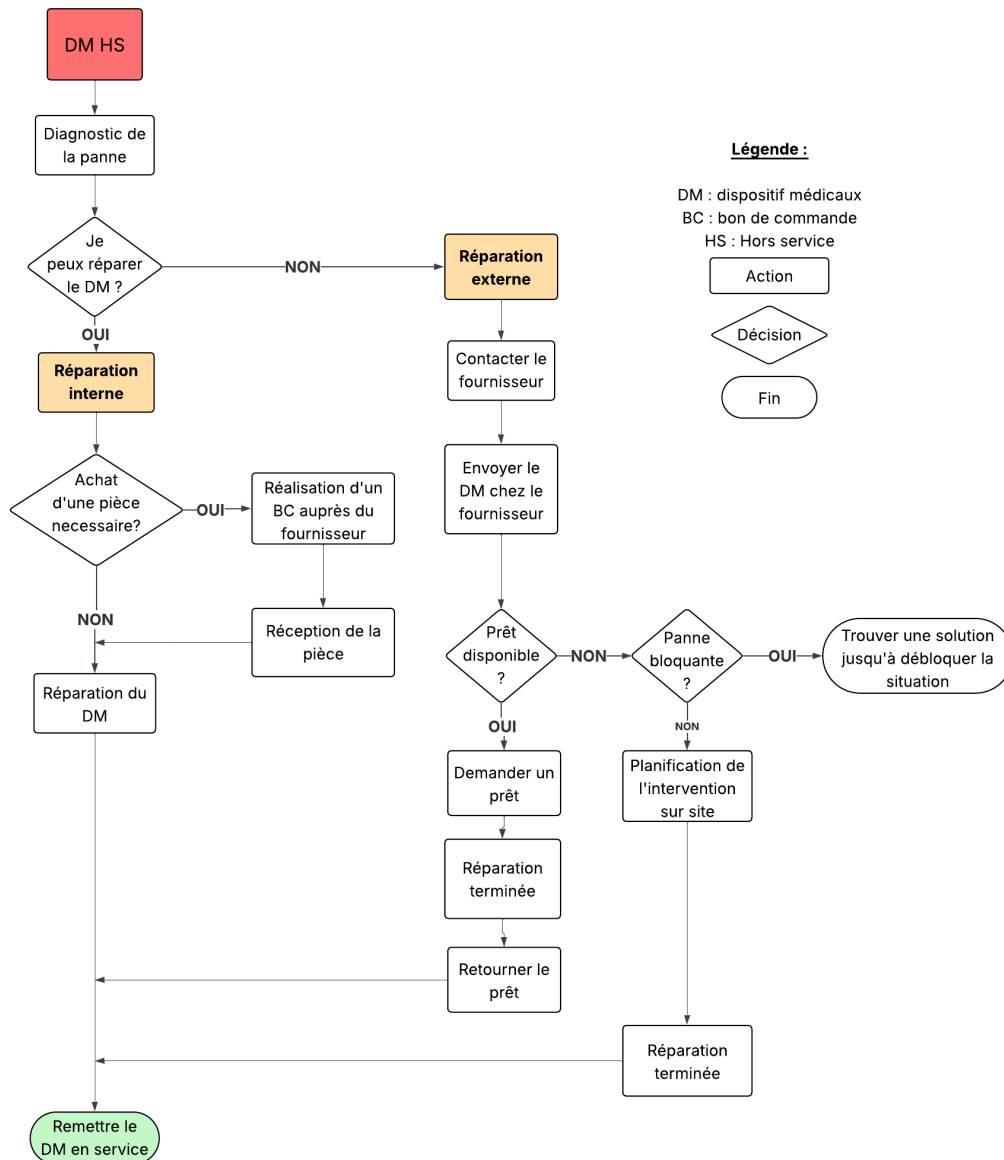 DM HS
Diagnostic de
la panne
Légende :
DM : dispositif médicaux
BC : bon de commande
HS : Hors service
Action
Décision
Fin
Je
peux réparer
le DM ?
NON
Réparation
externe
OUI
Réparation
interne
Contacter le
fournisseur
Achat
d'une pièce
necessaire?
OUI
Réalisation d'un
BC auprès du
fournisseur
Envoyer le
DM chez le
fournisseur
NON
Réception de la
pièce
Réparation du
DM
Prêt
disponible
?
NON
Panne
bloquante
?
OUI
Trouver une solution
jusqu'à débloquer la
situation
OUI
NON
Demander un
prêt
Planification de
l'intervention
sur site
Réparation
terminée
Retourner le
prêt
Réparation
terminée
Remettre le
DM en service